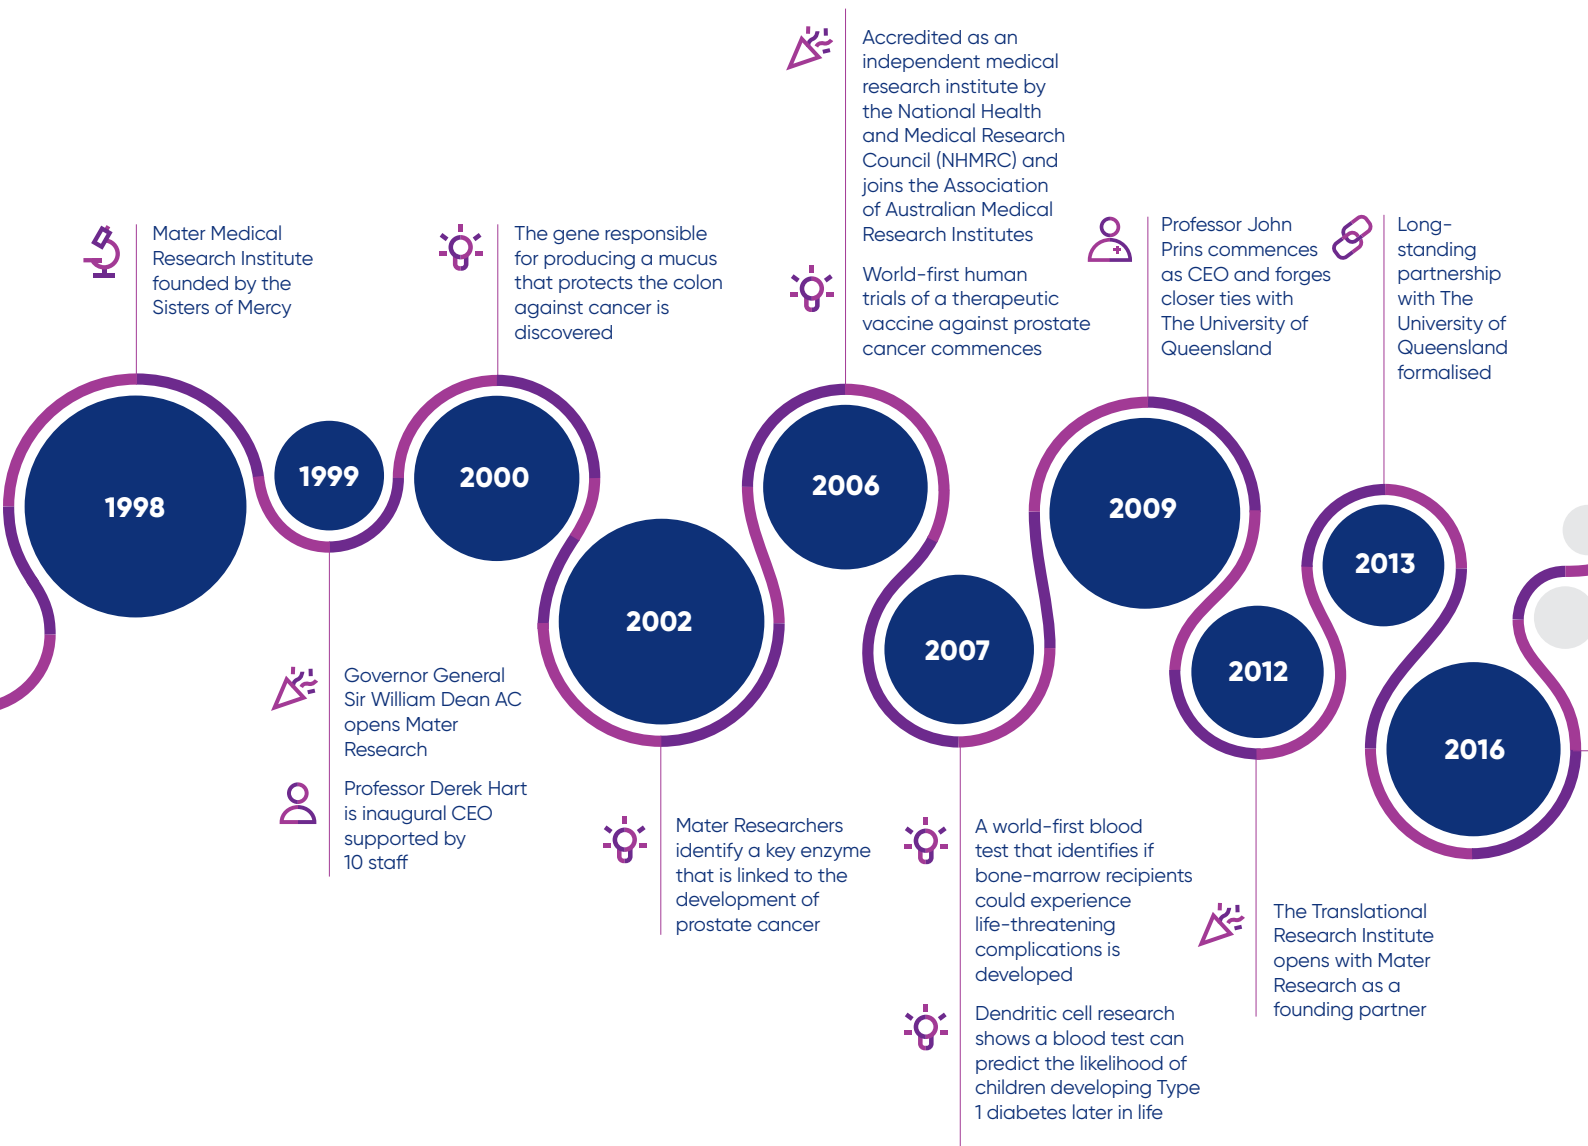 1998
Mater Medical
Research Institute
founded by the
Sisters of Mercy
1999
Governor General
Sir William Dean AC
opens Mater
Research
Professor Derek Hart
is inaugural CEO
supported by
10 staff
2000
The gene responsible
for producing a mucus
that protects the colon
against cancer is
discovered
2002
Mater Researchers
identify a key enzyme
that is linked to the
development of
prostate cancer
2006
Accredited as an
independent medical
research institute by
the National Health
and Medical Research
Council (NHMRC) and
joins the Association
of Australian Medical
Research Institutes
World-first human
trials of a therapeutic
vaccine against prostate
cancer commences
2007
A world-first blood
test that identifies if
bone-marrow recipients
could experience
life-threatening
complications is
developed
Dendritic cell research
shows a blood test can
predict the likelihood of
children developing Type
1 diabetes later in life
2009
Professor John
Prins commences
as CEO and forges
closer ties with
The University of
Queensland
2012
The Translational
Research Institute
opens with Mater
Research as a
founding partner
2013
Long-
standing
partnership
with The
University of
Queensland
formalised
2016